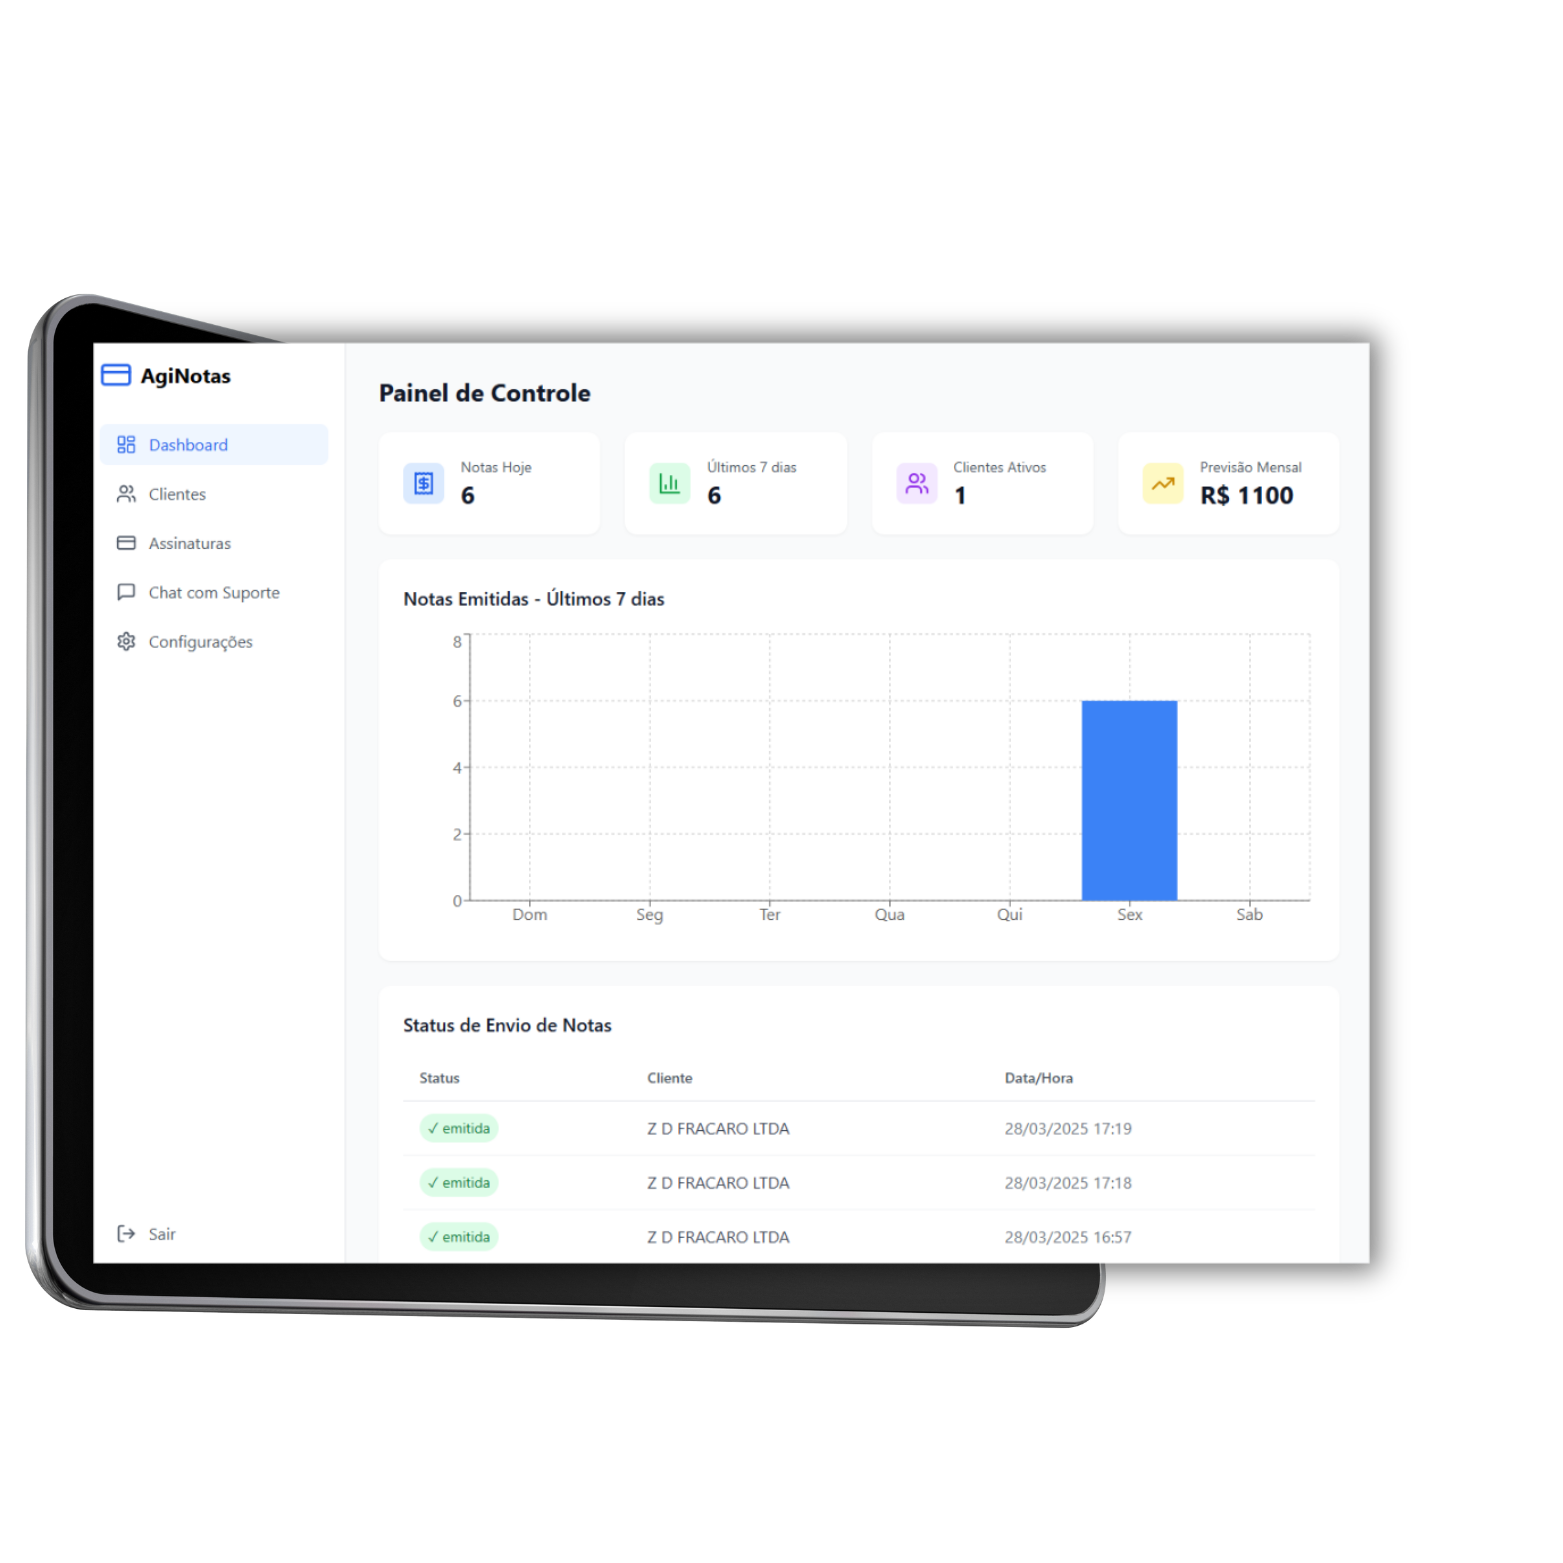 AgiNotas
Dashboard
Clientes
Assinaturas
Chat com Suporte
Configurações
Sair
Painel de Controle
Notas Hoje
6
Últimos 7 dias
6
Clientes Ativos
1
Previsão Mensal
R$ 1100
Notas Emitidas - Últimos 7 dias
8
6
4
2
0
Dom Seg Ter Qua Qui Sex Sab
Status de Envio de Notas
Status Cliente Data/Hora
✓ emitida Z D FRACARO LTDA 28/03/2025 17:19
✓ emitida Z D FRACARO LTDA 28/03/2025 17:18
✓ emitida Z D FRACARO LTDA 28/03/2025 16:57